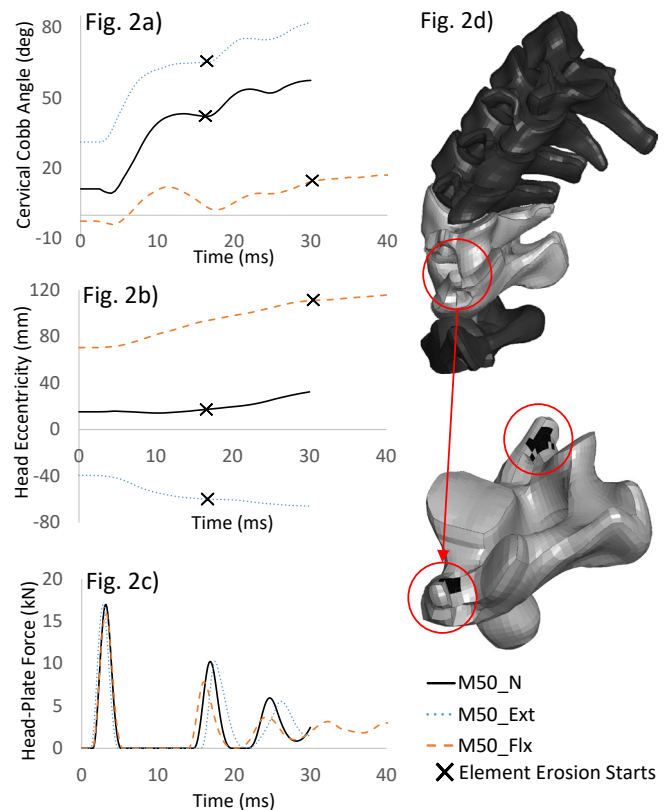 Fig. 2a)
Cervical Cobb Angle (deg)
80
50
20
-10
0 10 20 30 40
Time (ms)
Fig. 2b)
Head Eccentricity (mm)
120
80
40
0
-40
-80
0 10 20 30 40
Time (ms)
Fig. 2c)
Head-Plate Force (kN)
20
15
10
5
0
0 10 20 30 40
Time (ms)
Fig. 2d)
M50_N
M50_Ext
M50_Flx
Element Erosion Starts